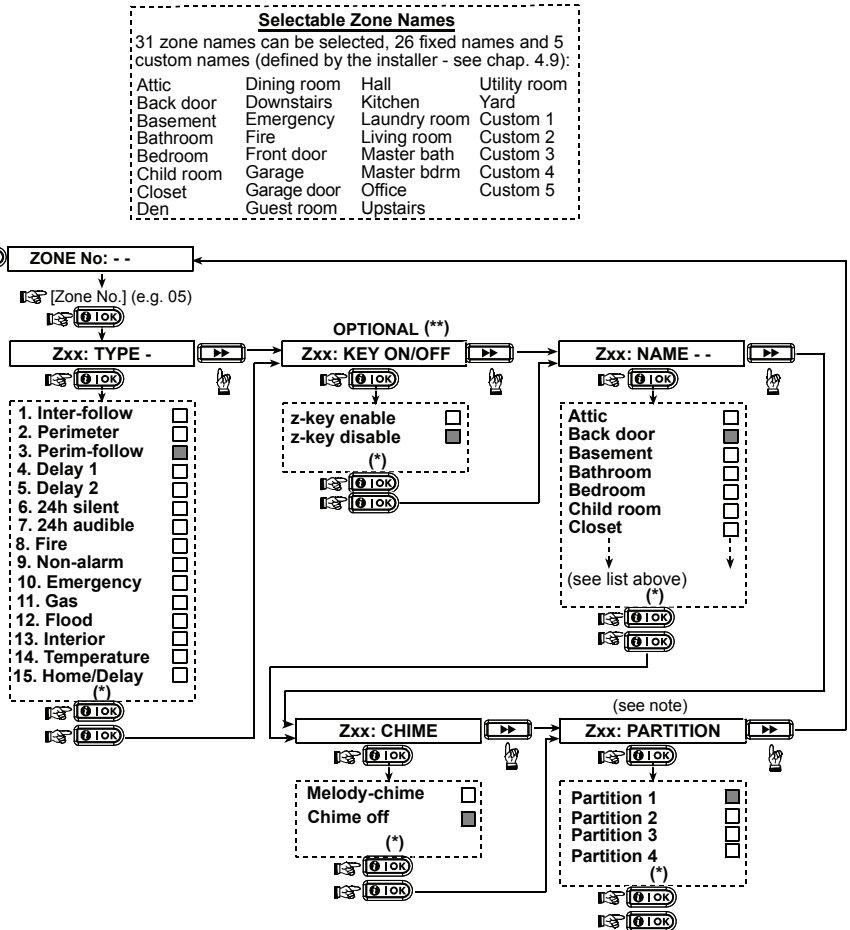 Selectable Zone Names
31 zone names can be selected, 26 fixed names and 5
custom names (defined by the installer - see chap. 4.9):
Attic
Back door
Basement
Bathroom
Bedroom
Child room
Closet
Den
Dining room
Downstairs
Emergency
Fire
Front door
Garage
Garage door
Guest room
Hall
Kitchen
Laundry room
Living room
Master bath
Master bdrm
Office
Upstairs
Utility room
Yard
Custom 1
Custom 2
Custom 3
Custom 4
Custom 5
ZONE No: - -
[Zone No.] (e.g. 05)
i | OK
Zxx: TYPE -
i | OK
1. Inter-follow
2. Perimeter
3. Perim-follow
4. Delay 1
5. Delay 2
6. 24h silent
7. 24h audible
8. Fire
9. Non-alarm
10. Emergency
11. Gas
12. Flood
13. Interior
14. Temperature
15. Home/Delay
(*)
i | OK
i | OK
OPTIONAL (**)
Zxx: KEY ON/OFF
i | OK
z-key enable
z-key disable
(*)
i | OK
i | OK
Zxx: NAME - -
i | OK
Attic
Back door
Basement
Bathroom
Bedroom
Child room
Closet
(see list above)
(*)
i | OK
i | OK
Zxx: CHIME
i | OK
Melody-chime
Chime off
(*)
i | OK
i | OK
(see note)
Zxx: PARTITION
i | OK
Partition 1
Partition 2
Partition 3
Partition 4
(*)
i | OK
i | OK